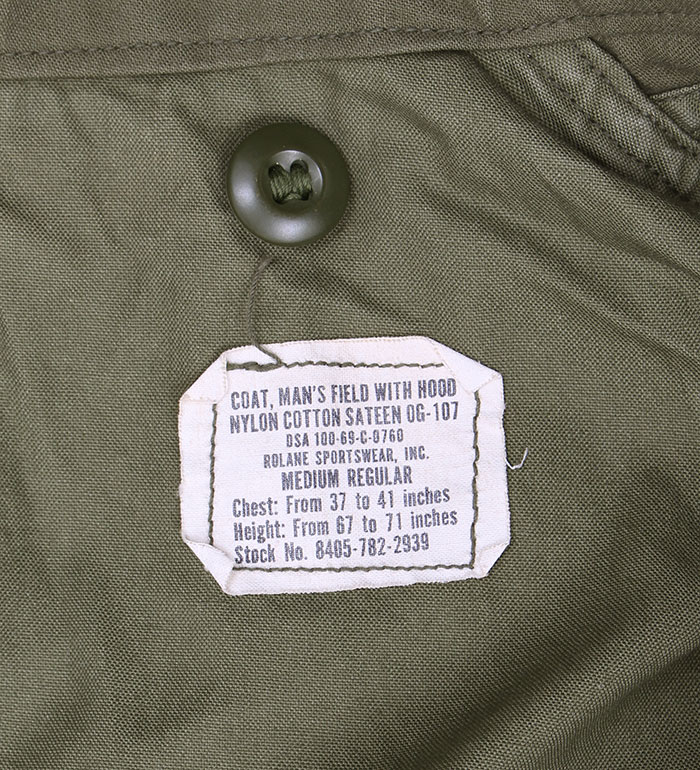 COAT, MAN'S FIELD WITH HOOD
NYLON COTTON SATEEN OG-107
DSA 100-69-C-0760
ROLANE SPORTSWEAR, INC.
MEDIUM REGULAR
Chest: From 37 to 41 inches
Height: From 67 to 71 inches
Stock No. 8405-782-2939